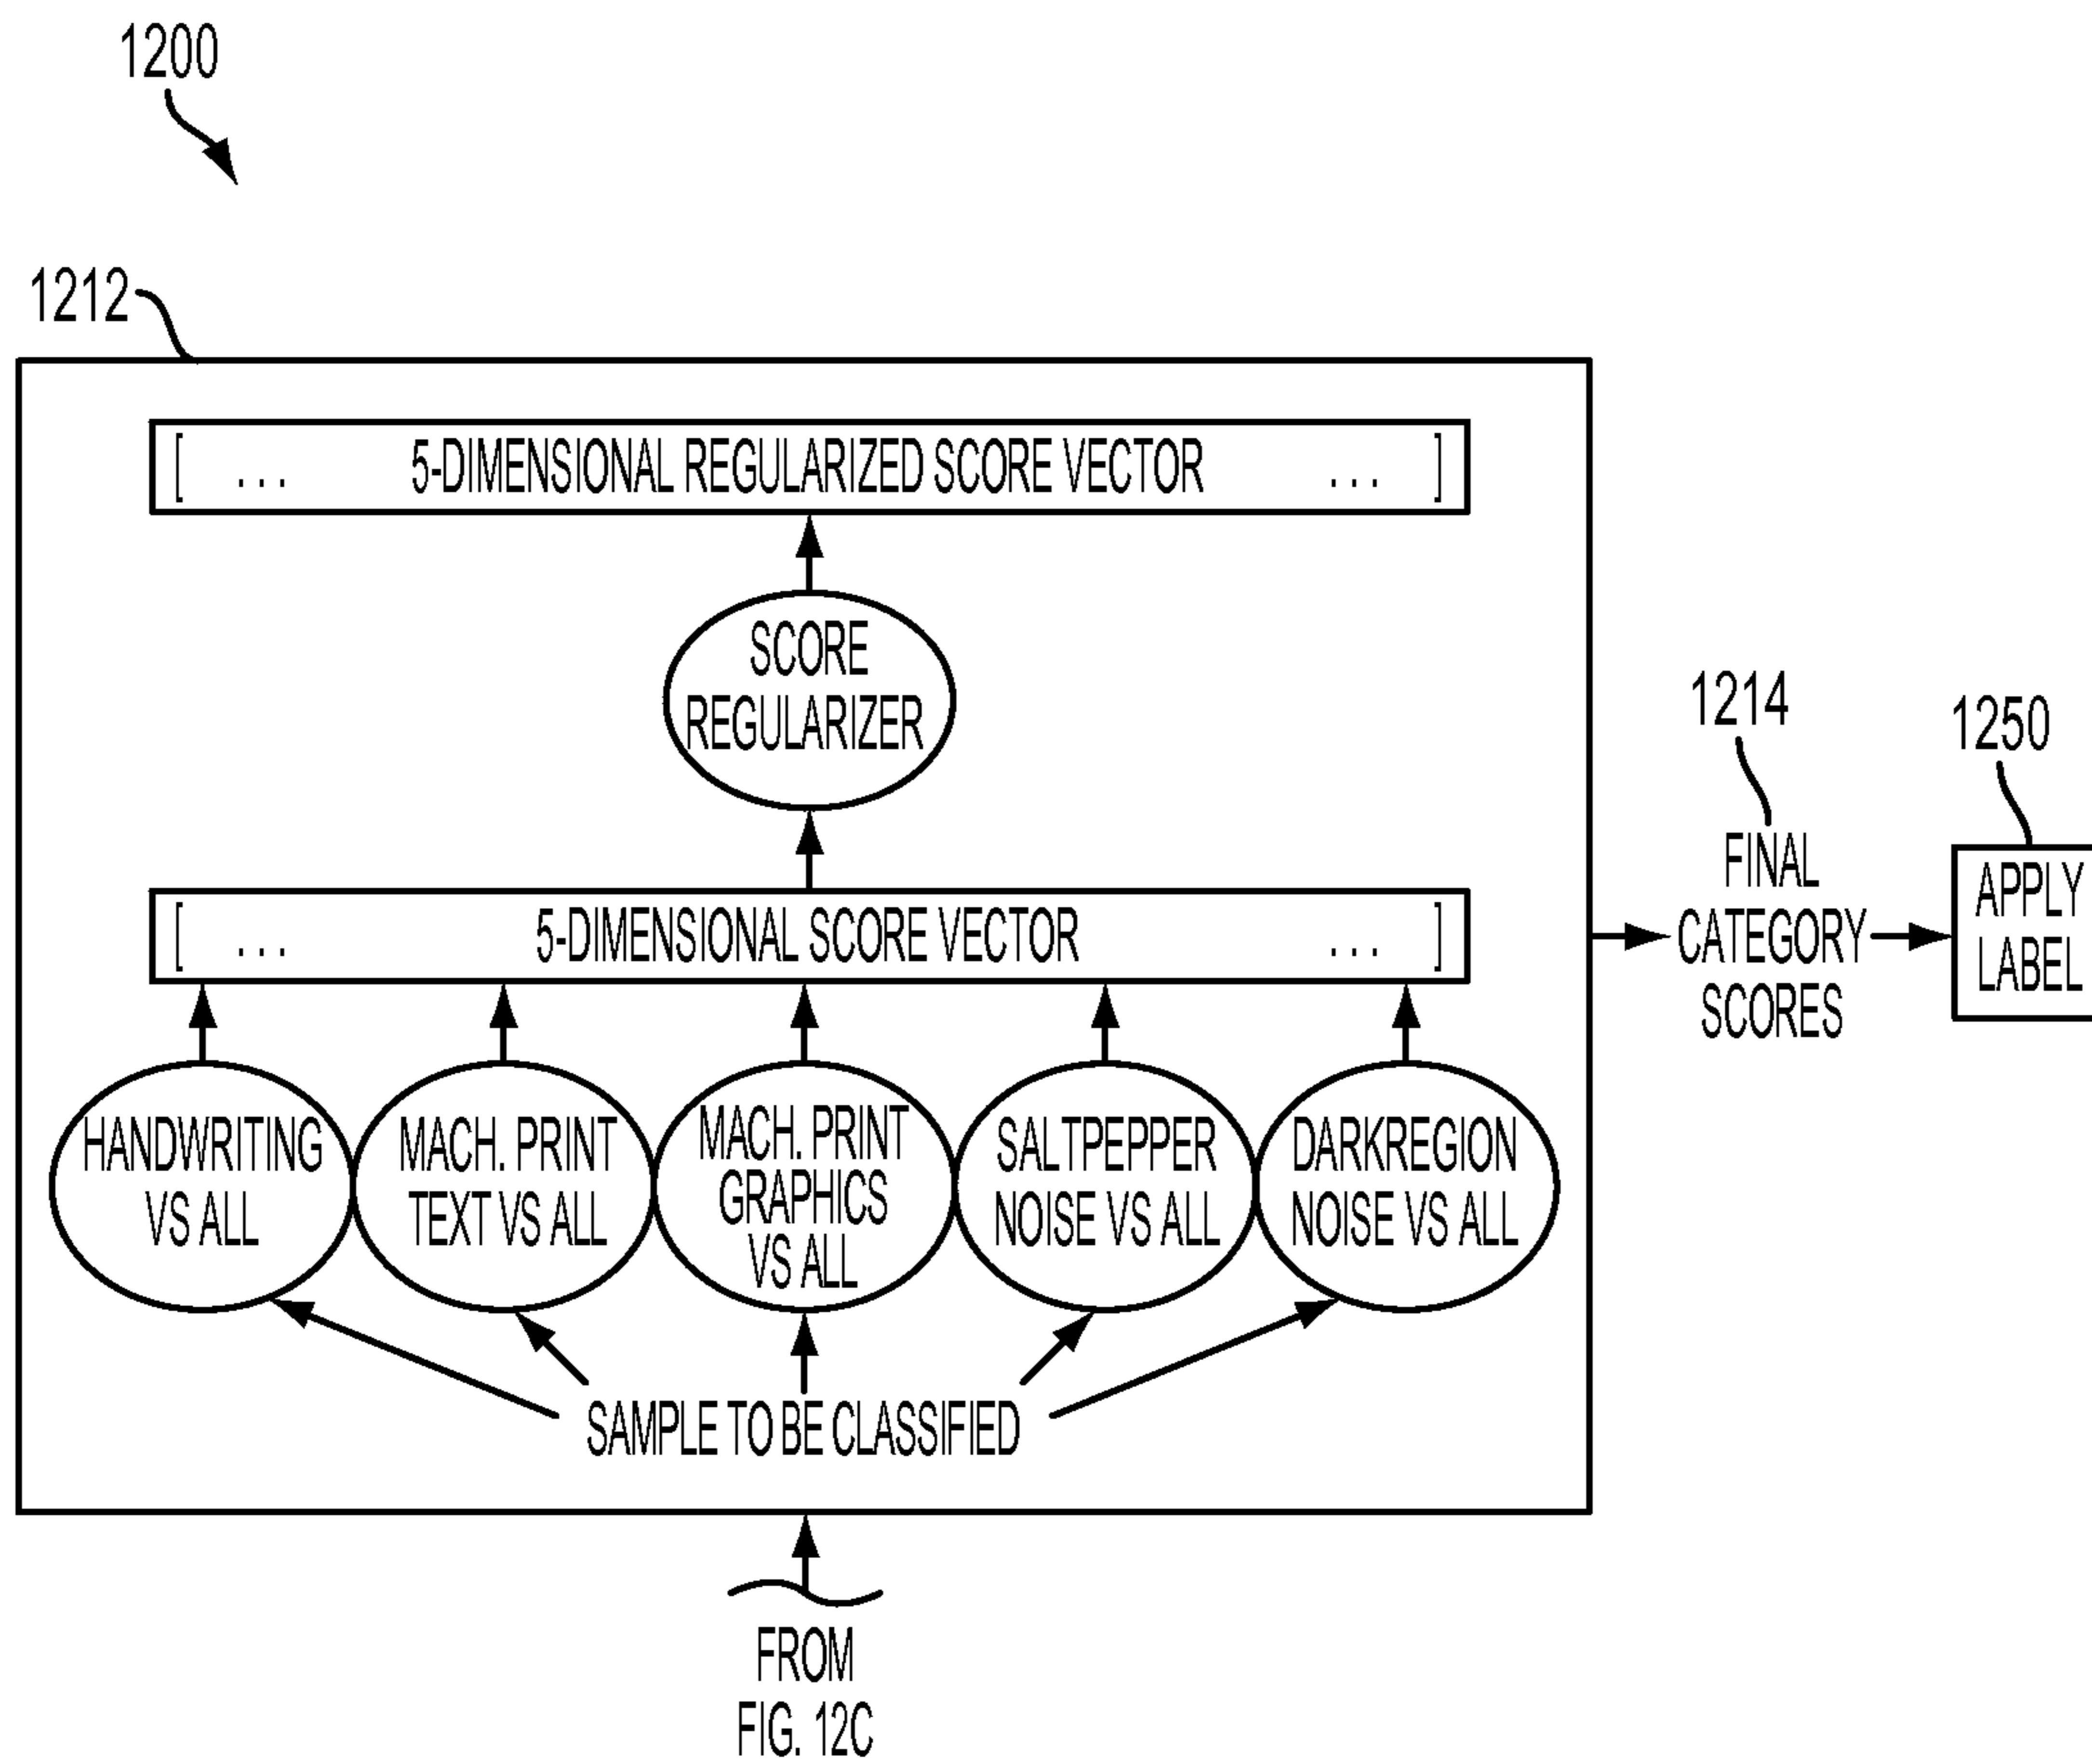 1200
1212
[ ... 5-DIMENSIONAL REGULARIZED SCORE VECTOR ... ]
SCORE
REGULARIZER
[ ... 5-DIMENSIONAL SCORE VECTOR ... ]
HANDWRITING
VS ALL
MACH. PRINT
TEXT VS ALL
MACH. PRINT
GRAPHICS
VS ALL
SALTPEPPER
NOISE VS ALL
DARKREGION
NOISE VS ALL
SAMPLE TO BE CLASSIFIED
FROM
FIG. 12C
1214
FINAL
CATEGORY
SCORES
1250
APPLY
LABEL